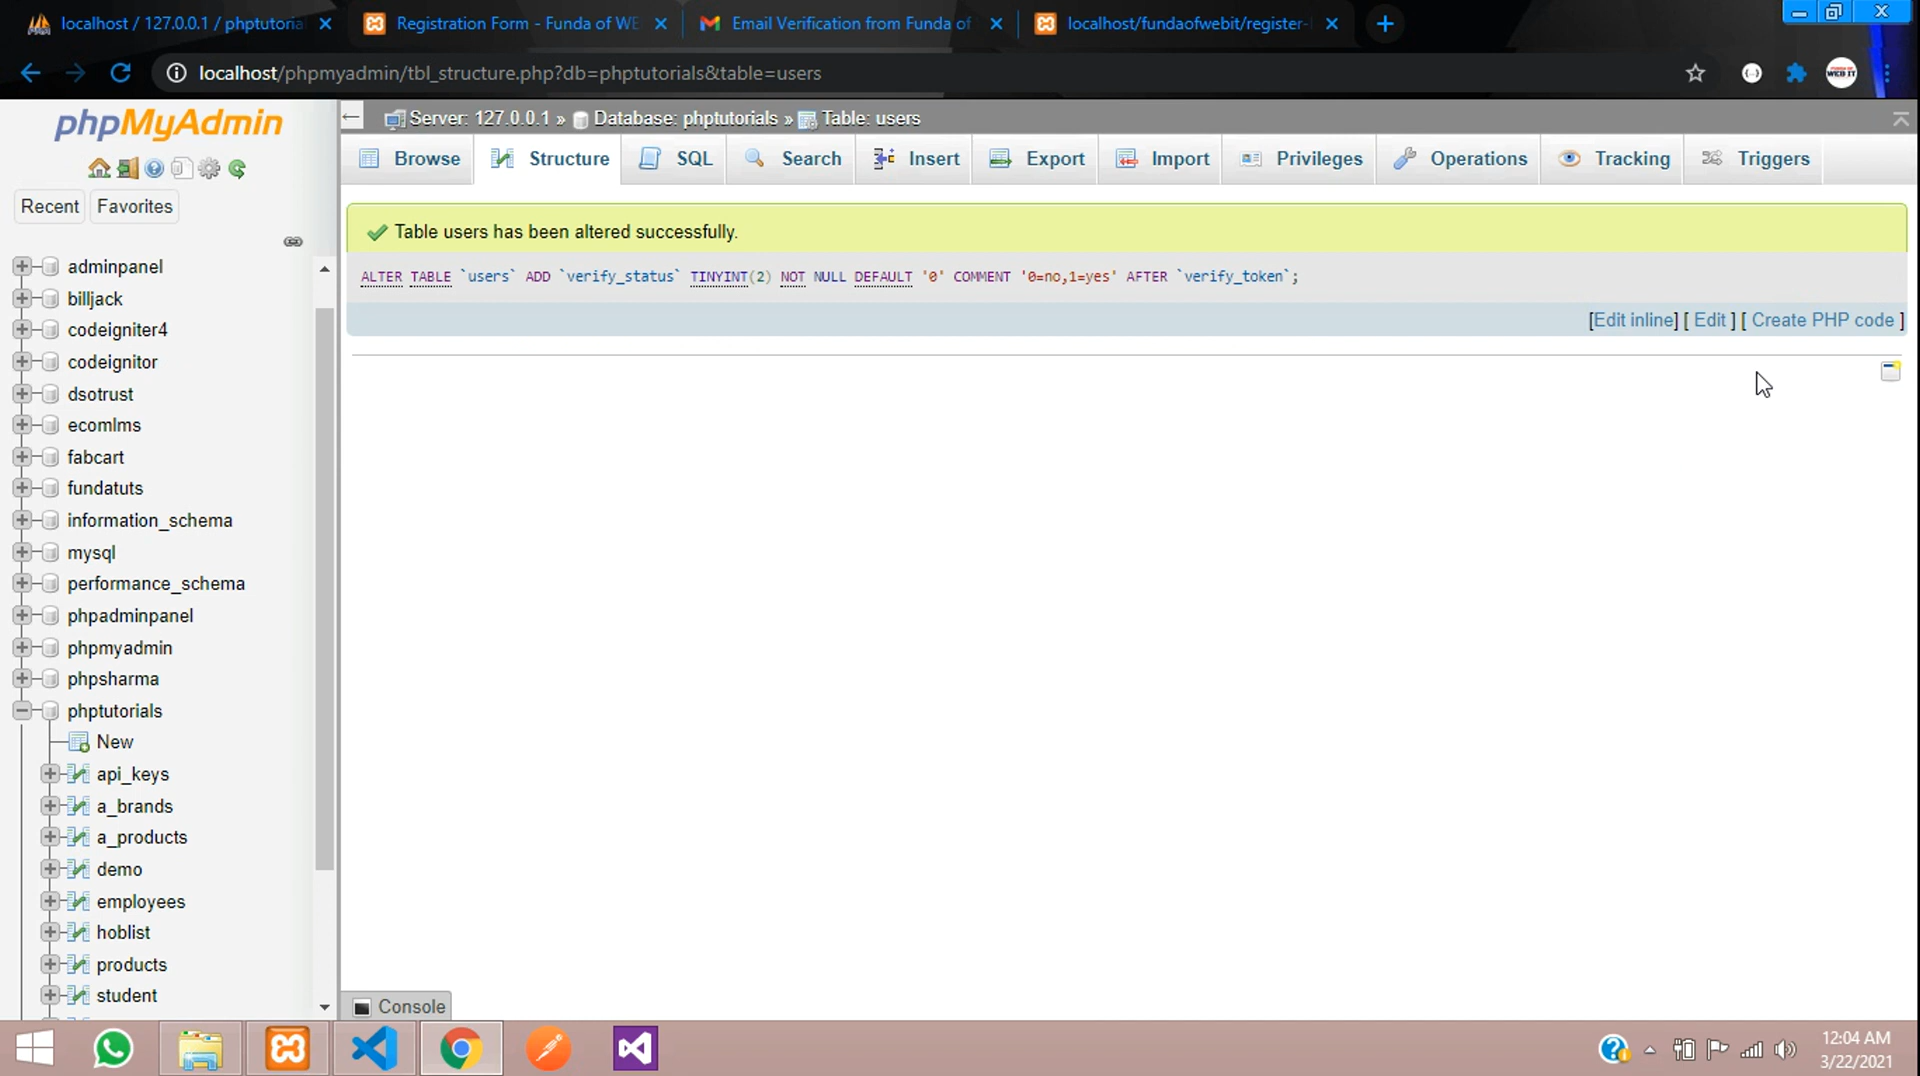 localhost / 127.0.0.1 / phptutoria
Registration Form - Funda of WE
Email Verification from Funda of
localhost/fundaofwebit/register-
localhost/phpmyadmin/tbl_structure.php?db=phptutorials&table=users
WEB IT
phpMyAdmin
Recent
Favorites
adminpanel
billjack
codeigniter4
codeignitor
dsotrust
ecomlms
fabcart
fundatuts
information_schema
mysql
performance_schema
phpadminpanel
phpmyadmin
phpsharma
phptutorials
New
api_keys
a_brands
a_products
demo
employees
hoblist
products
student
Server: 127.0.0.1 » Database: phptutorials » Table: users
Browse
Structure
SQL
Search
Insert
Export
Import
Privileges
Operations
Tracking
Triggers
Table users has been altered successfully.
ALTER TABLE `users` ADD `verify_status` TINYINT(2) NOT NULL DEFAULT '0' COMMENT '0=no,1=yes' AFTER `verify_token`;
[Edit inline] [ Edit ] [ Create PHP code ]
Console
12:04 AM
3/22/2021